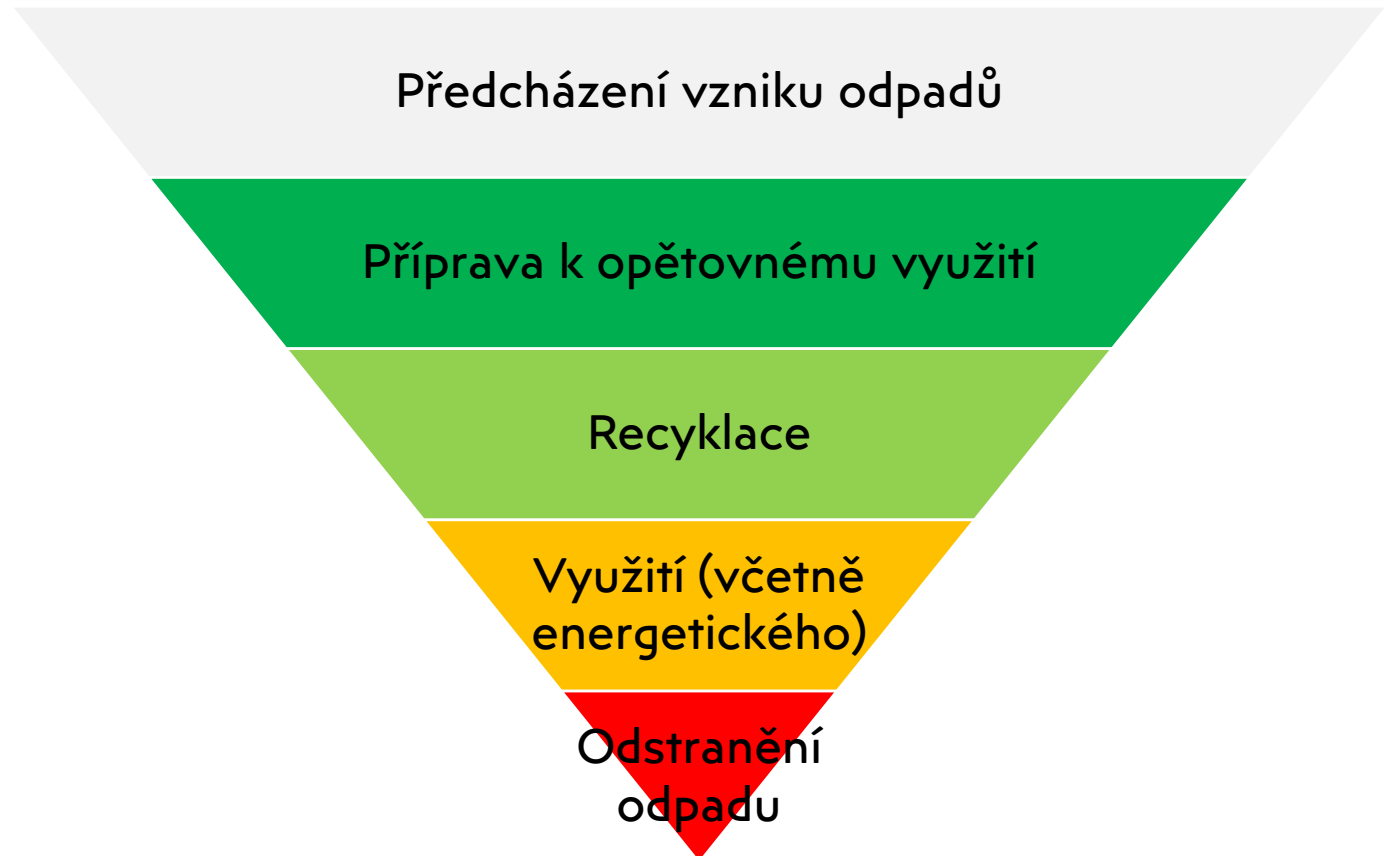 Předcházení vzniku odpadů
Příprava k opětovnému využití
Recyklace
Využití (včetně
energetického)
Odstranění
odpadu